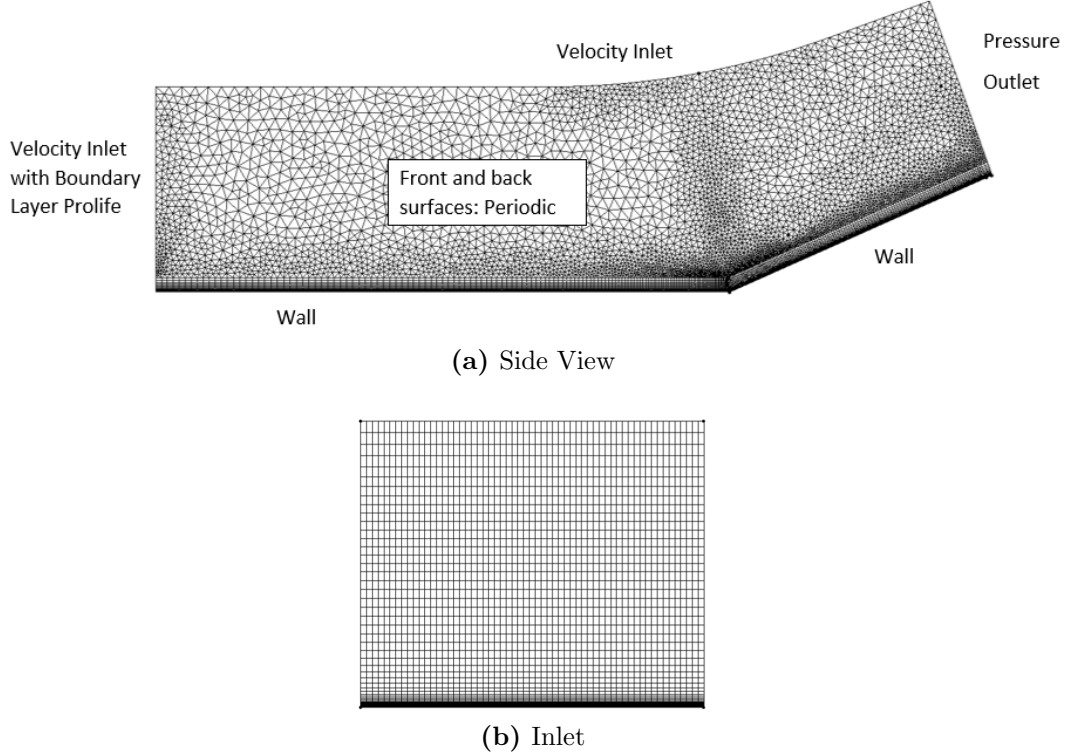 Velocity Inlet
Pressure
Outlet
Velocity Inlet
with Boundary
Layer Prolife
Front and back
surfaces: Periodic
Wall
Wall
(a) Side View
(b) Inlet